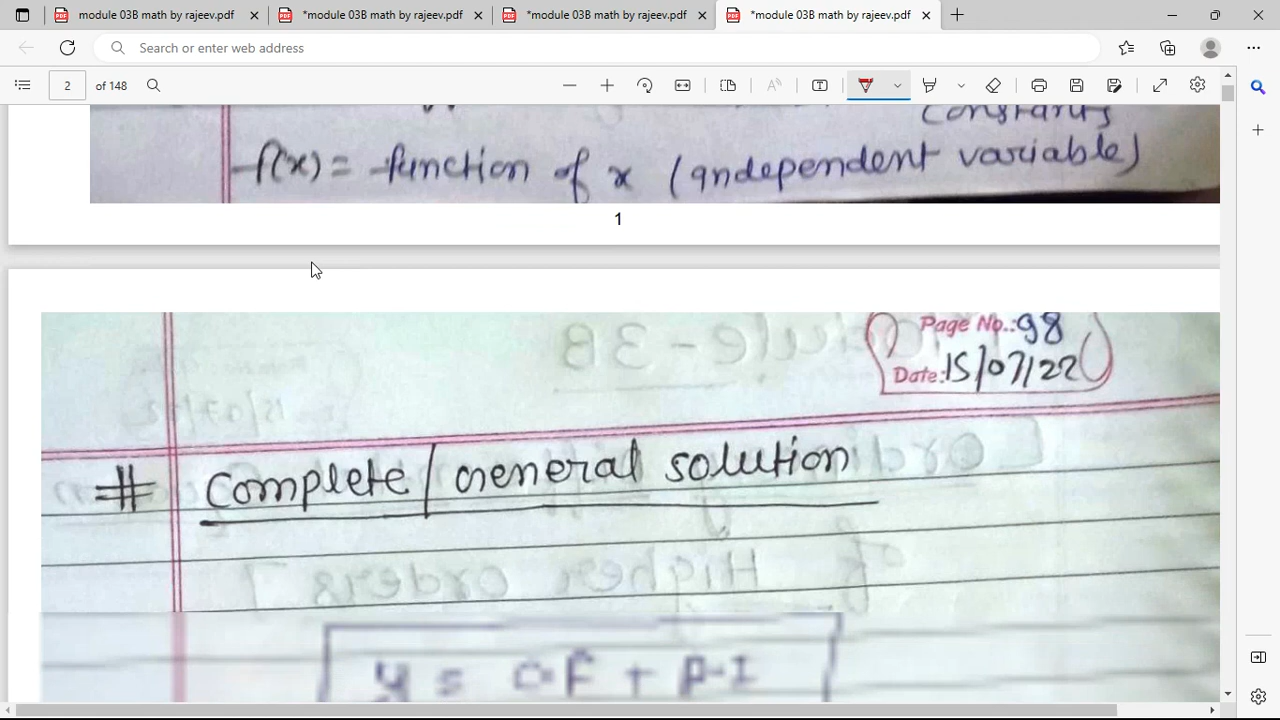 module 03B math by rajeev.pdf
*module 03B math by rajeev.pdf
*module 03B math by rajeev.pdf
*module 03B math by rajeev.pdf
Search or enter web address
2 of 148
constants
f(x) = function of x (independent variable)
1
Page No.: 98
Date: 15/07/22
# Complete / General solution
y = C.F + P.I